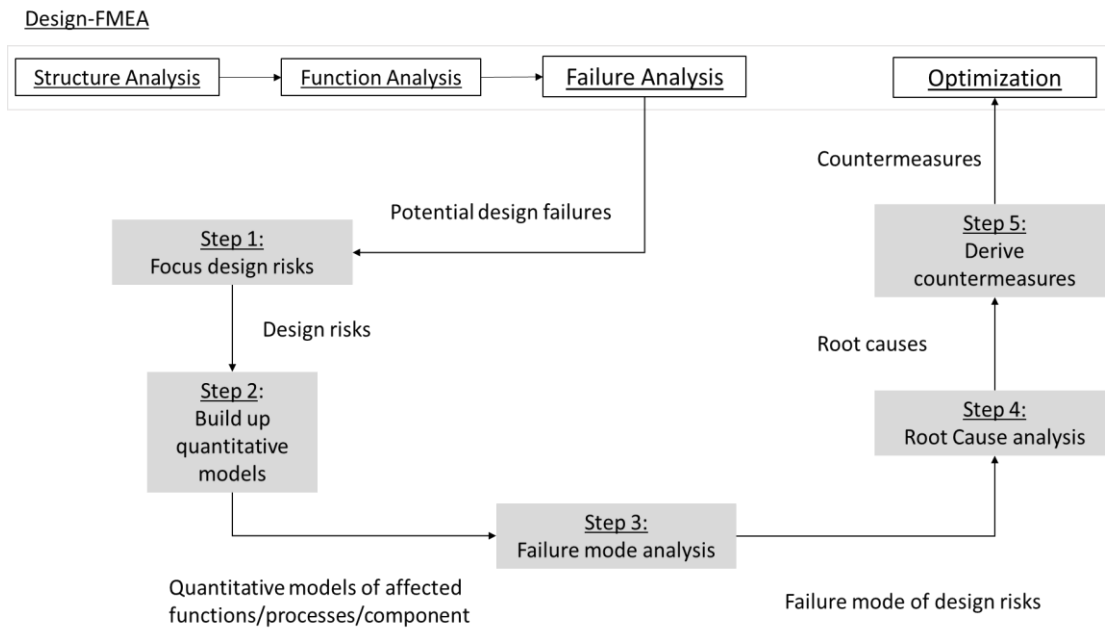 Design-FMEA
Structure Analysis
Function Analysis
Failure Analysis
Optimization
Countermeasures
Potential design failures
Step 1:
Focus design risks
Step 5:
Derive
countermeasures
Design risks
Root causes
Step 2:
Build up
quantitative
models
Step 4:
Root Cause analysis
Step 3:
Failure mode analysis
Quantitative models of affected
functions/processes/component
Failure mode of design risks